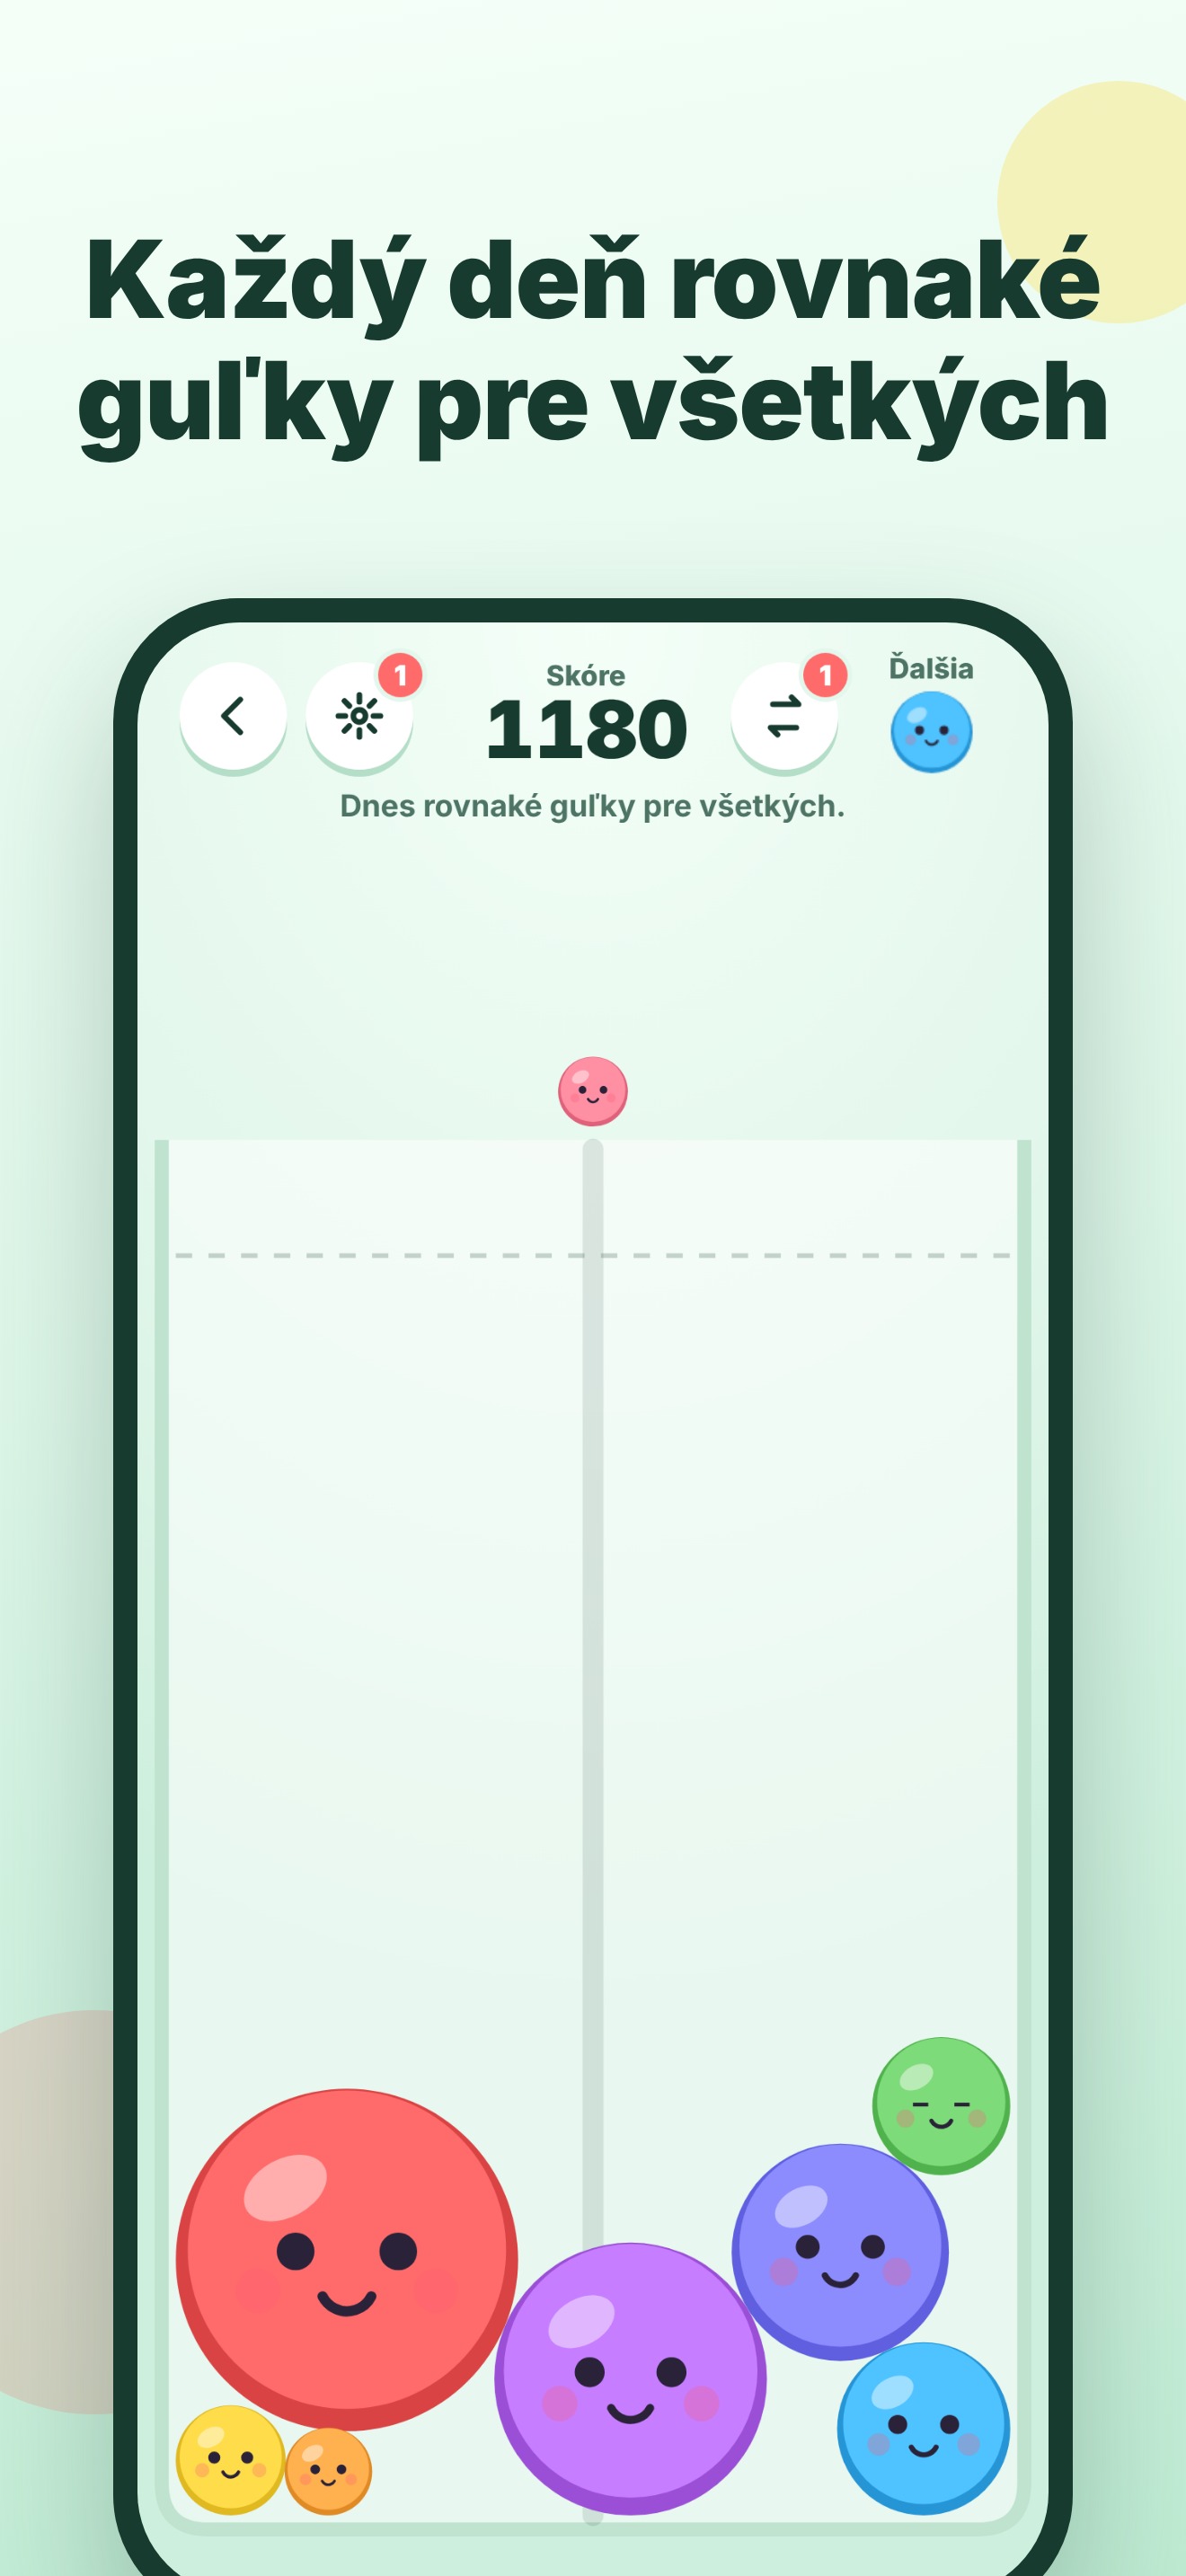 Každý deň rovnaké
guľky pre všetkých
1
Skóre
1180
1
Ďalšia
Dnes rovnaké guľky pre všetkých.